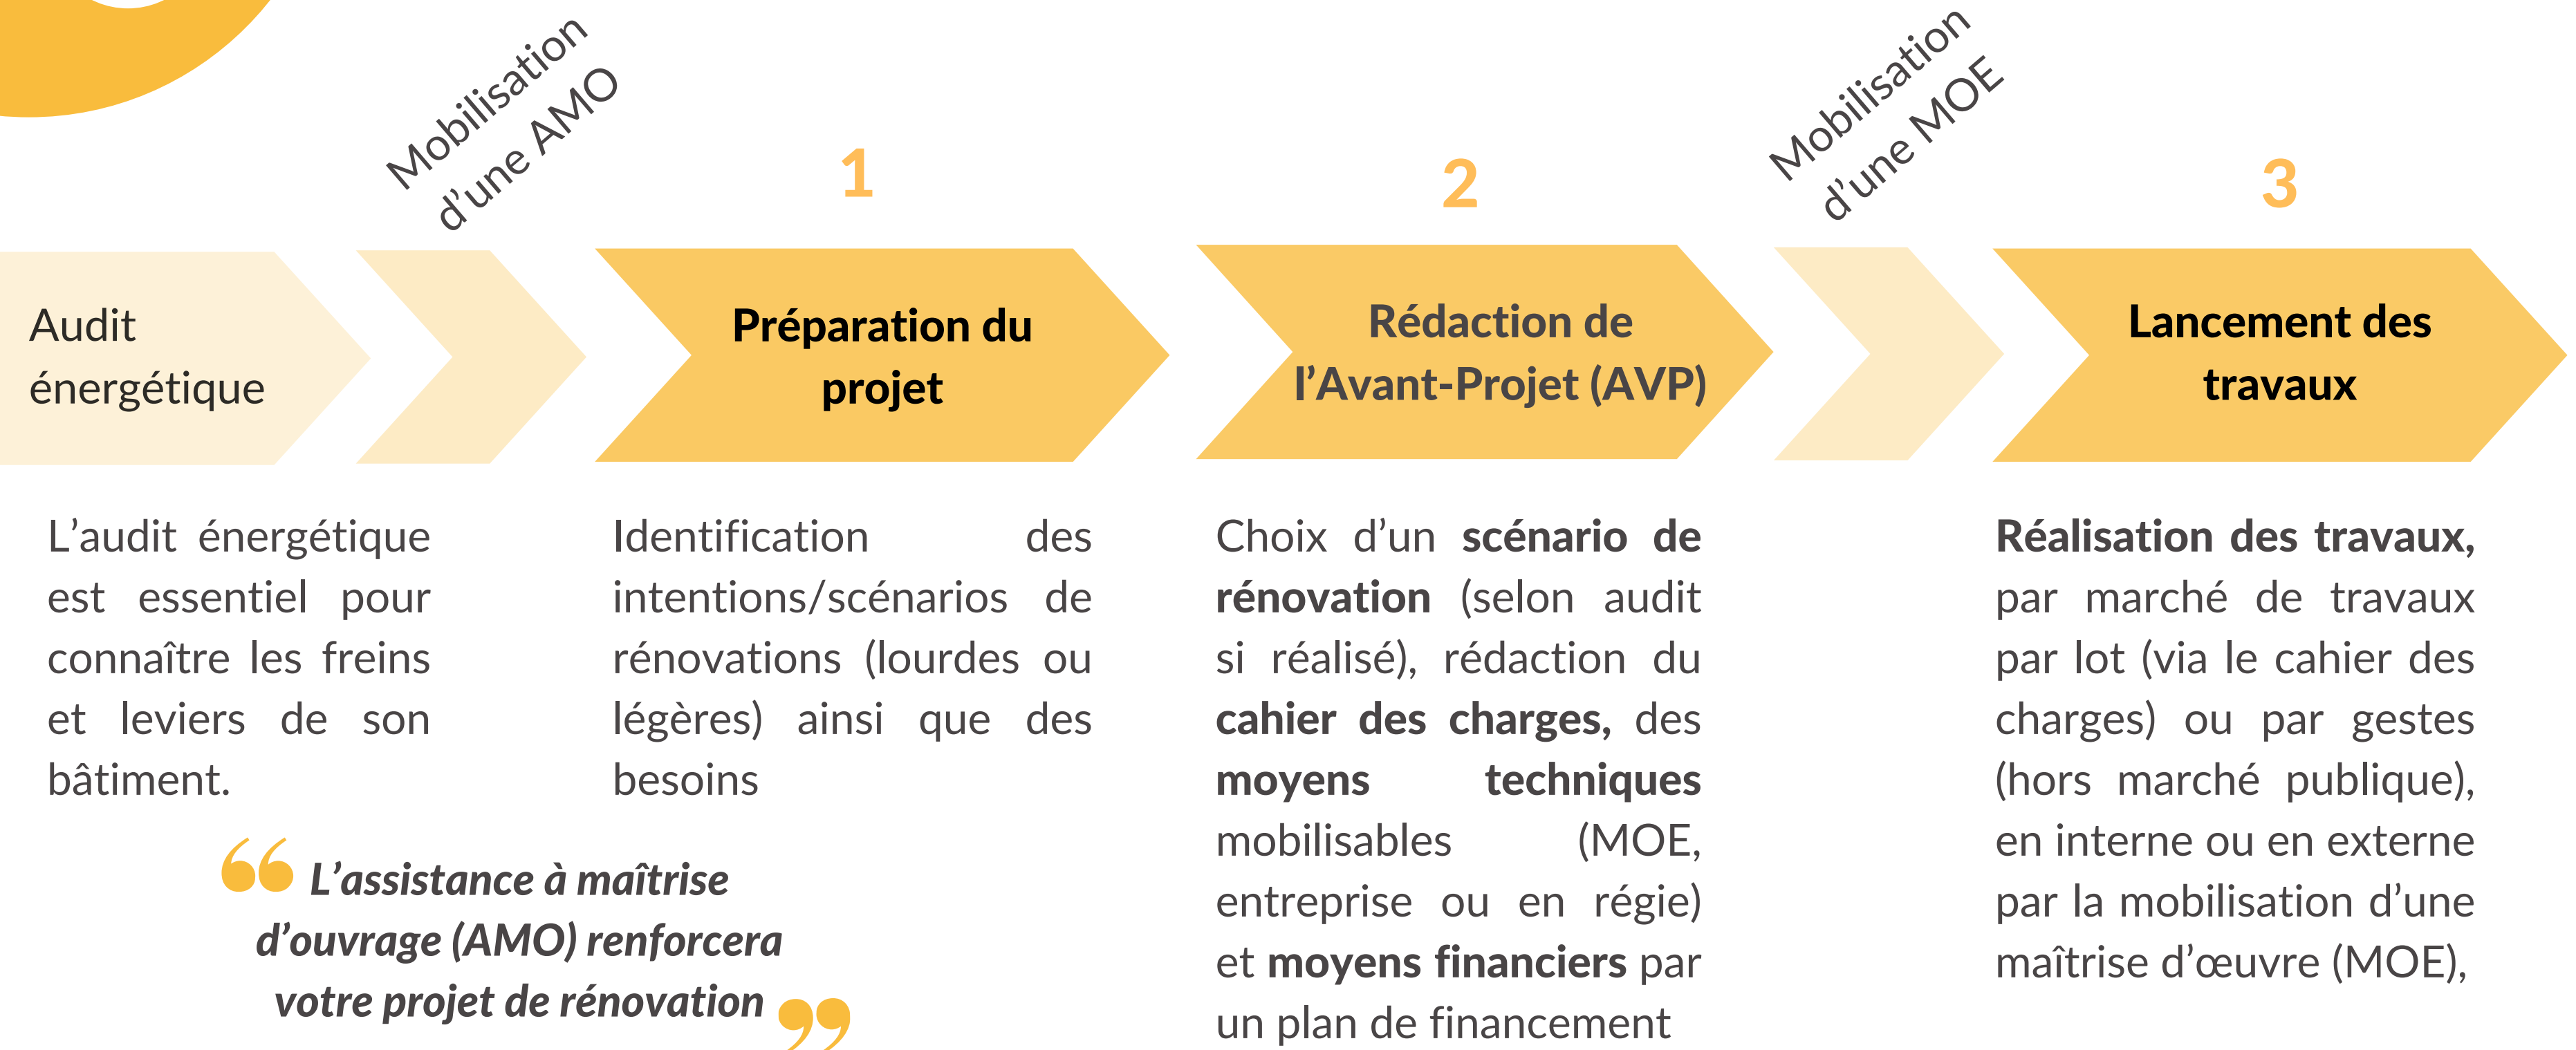 Mobilisation
d'une AMO
Mobilisation
d'une MOE
1
2
3
Audit
énergétique
Préparation du
projet
Rédaction de
l'Avant-Projet (AVP)
Lancement des
travaux
L'audit énergétique
est essentiel pour
connaître les freins
et leviers de son
bâtiment.
Identification des
intentions/scénarios de
rénovations (lourdes ou
légères) ainsi que des
besoins
Choix d'un scénario de
rénovation (selon audit
si réalisé), rédaction du
cahier des charges, des
moyens techniques
mobilisables (MOE,
entreprise ou en régie)
et moyens financiers par
un plan de financement
Réalisation des travaux,
par marché de travaux
par lot (via le cahier des
charges) ou par gestes
(hors marché publique),
en interne ou en externe
par la mobilisation d'une
maîtrise d'œuvre (MOE),
“ L'assistance à maîtrise
d'ouvrage (AMO) renforcera
votre projet de rénovation ”